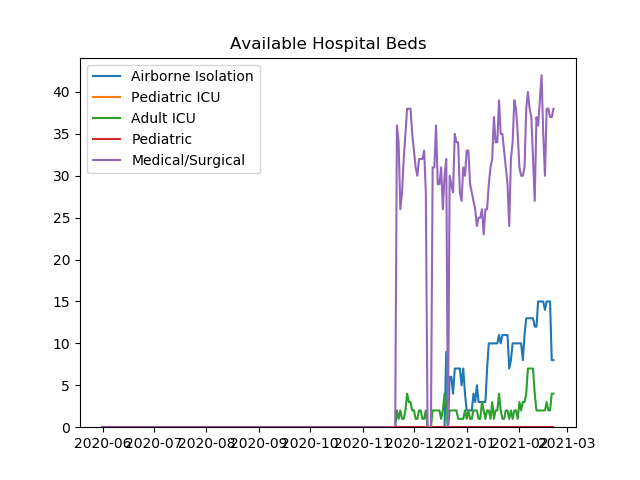 Available Hospital Beds
Airborne Isolation
Pediatric ICU
Adult ICU
Pediatric
Medical/Surgical
40
35
30
25
20
15
10
5
0
2020-06 2020-07 2020-08 2020-09 2020-10 2020-11 2020-12 2021-01 2021-02 2021-03